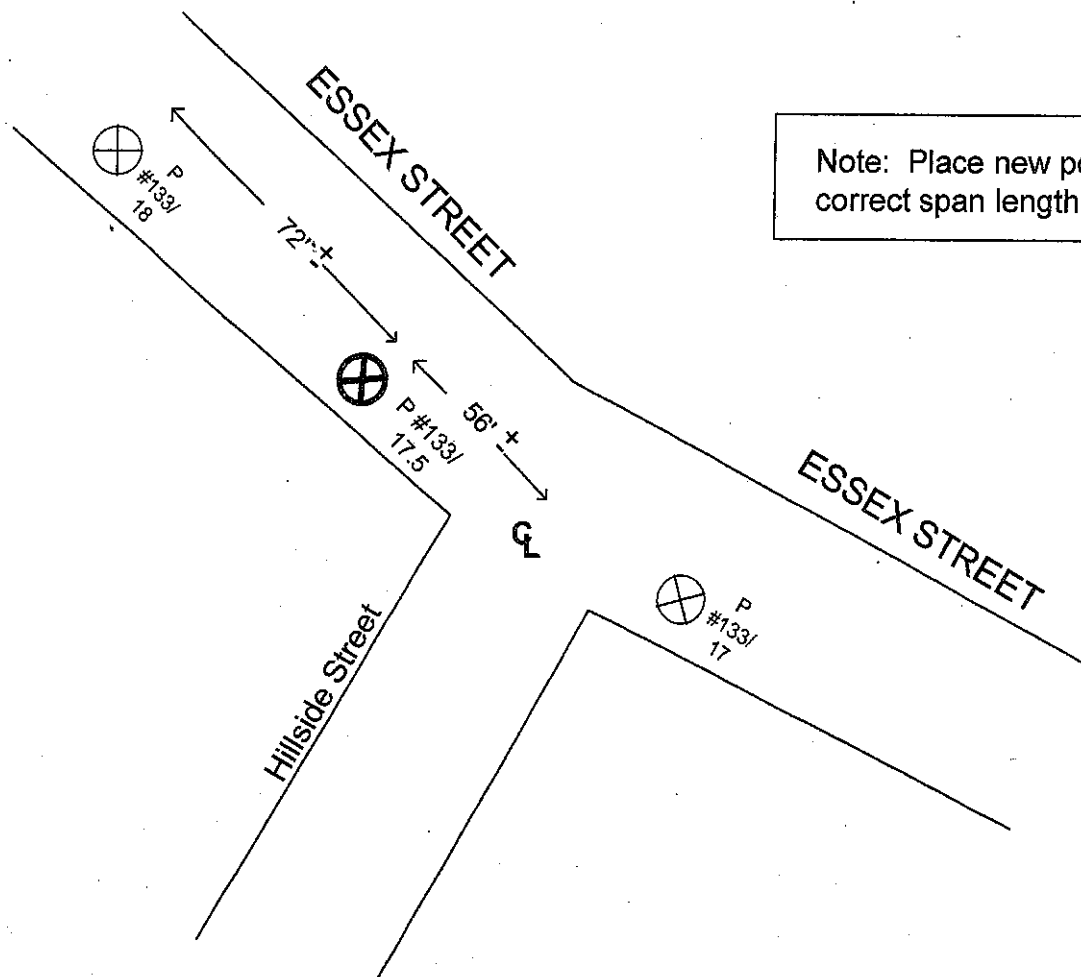 ESSEX STREET
Note: Place new
correct span length
P
#133/
18
72' ±
P #133/
17.5
56' ±
ESSEX STREET
CL
P
#133/
17
Hillside Street